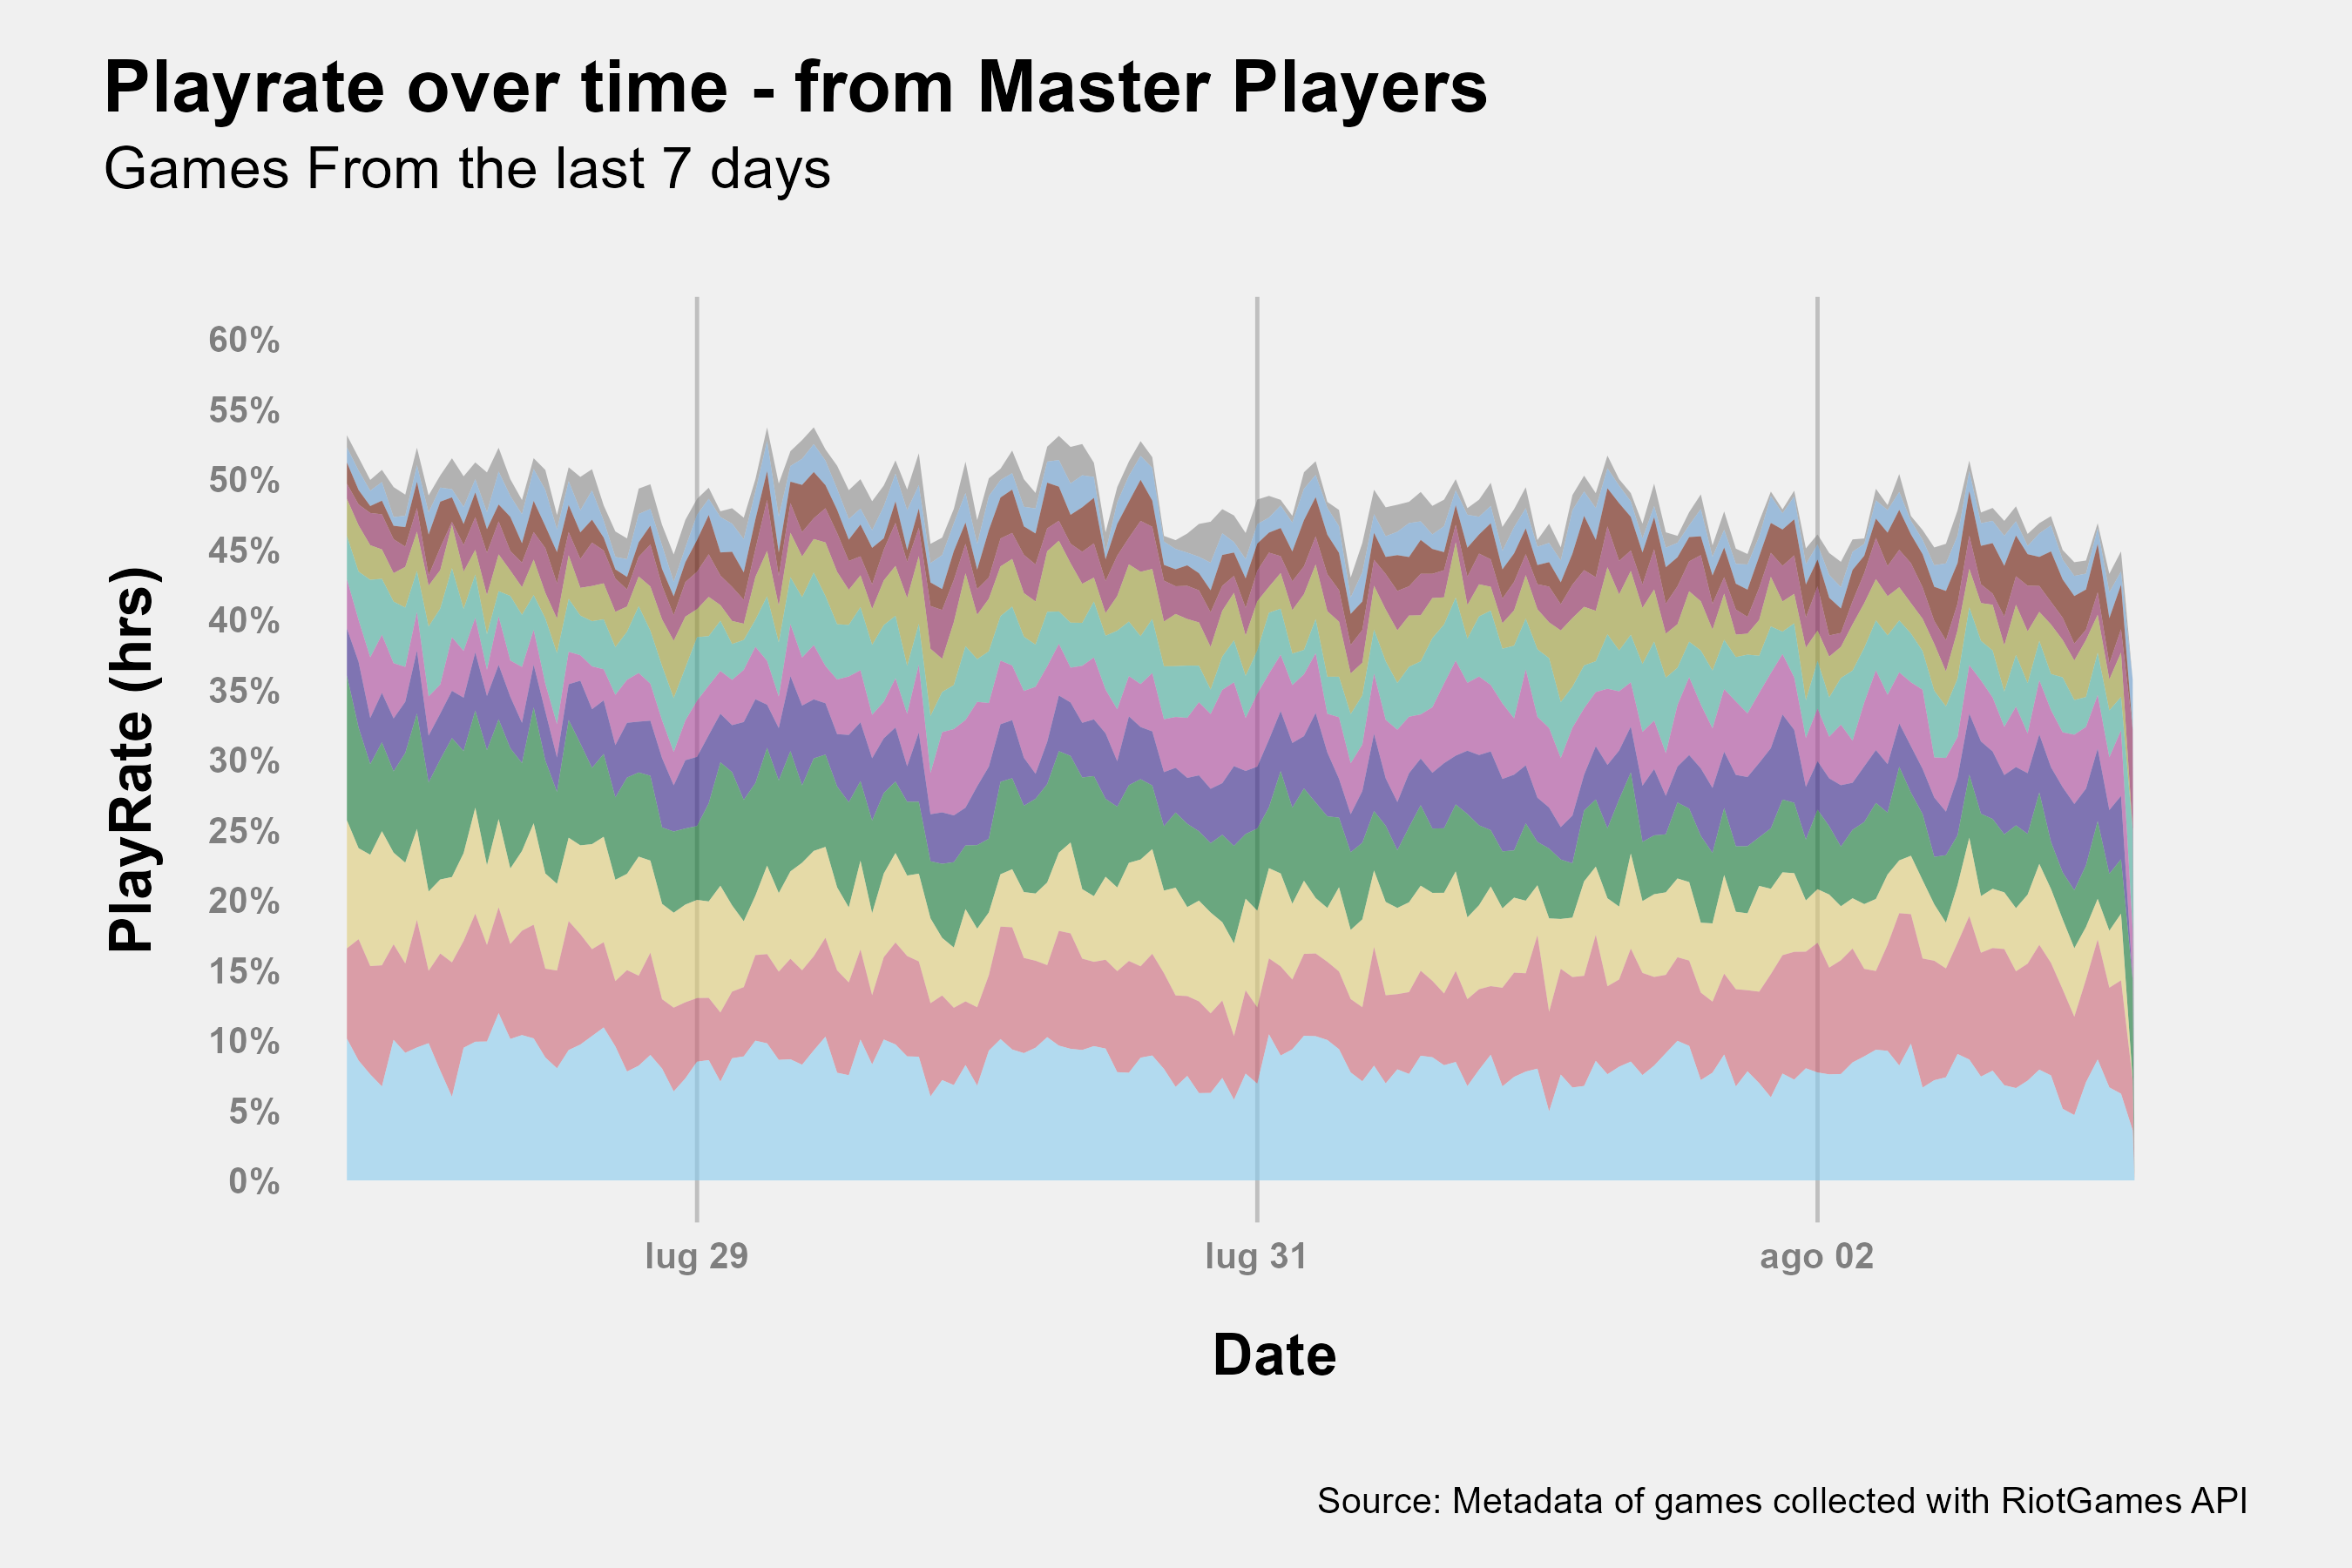 Playrate over time - from Master Players
Games From the last 7 days
PlayRate (hrs)
60%
55%
50%
45%
40%
35%
30%
25%
20%
15%
10%
5%
0%
lug 29
lug 31
ago 02
Date
Source: Metadata of games collected with RiotGames API